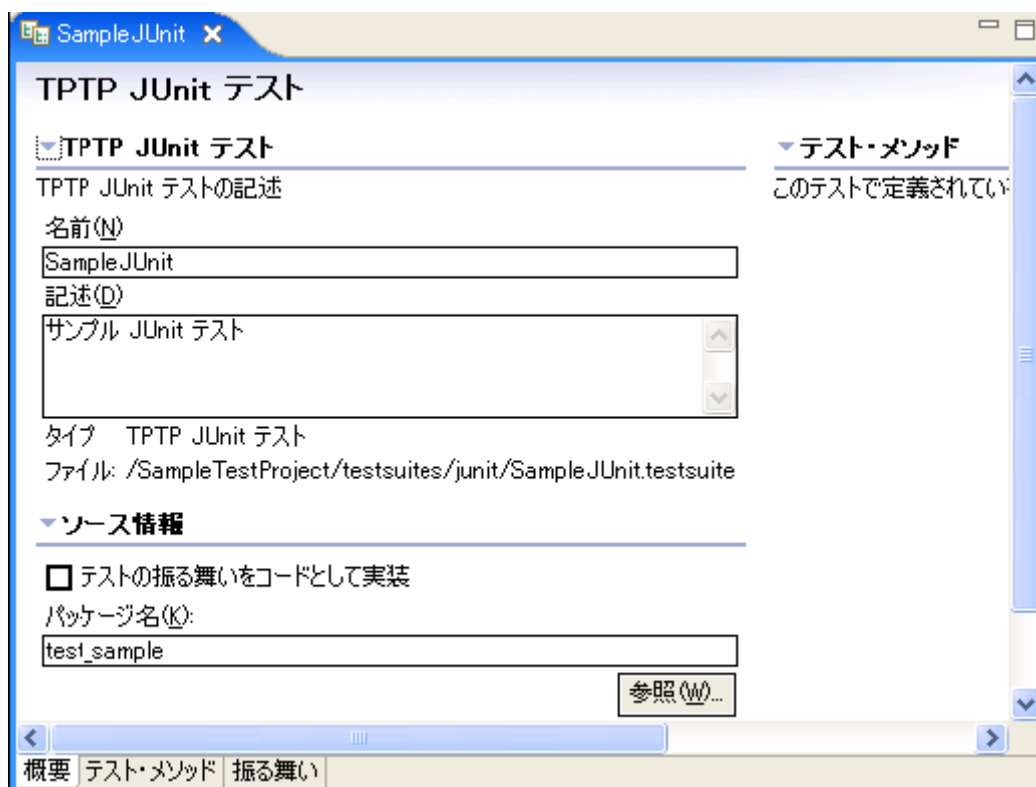 SampleJUnit
TPTP JUnit テスト
TPTP JUnit テスト
TPTP JUnit テストの記述
名前(N)
SampleJUnit
記述(D)
サンプル JUnit テスト
タイプ TPTP JUnit テスト
ファイル: /SampleTestProject/testsuites/junit/SampleJUnit.testsuite
ソース情報
テストの振る舞いをコードとして実装
パッケージ名(K):
test_sample
参照(W)...
テスト・メソッド
このテストで定義されてい
概要 テスト・メソッド 振る舞い